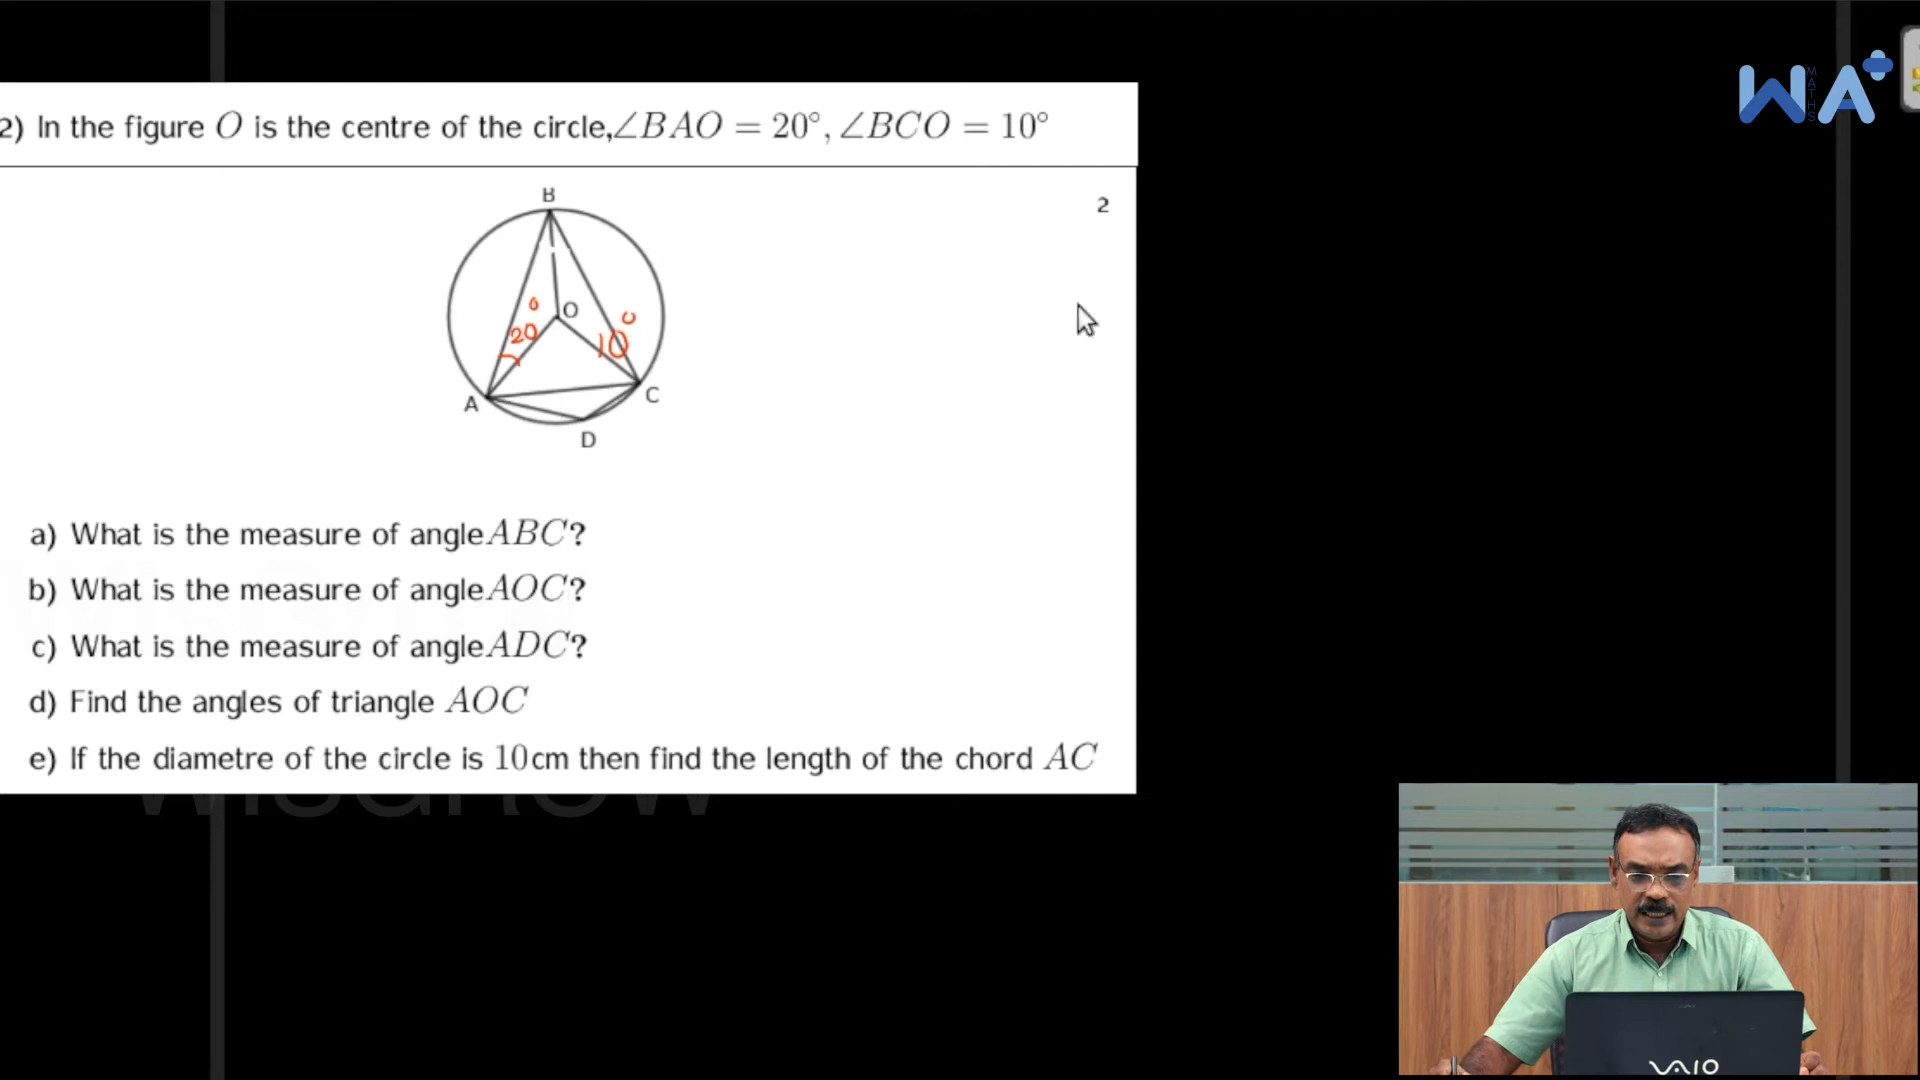 WA+
MATHS
2) In the figure O is the centre of the circle,∠BAO = 20°, ∠BCO = 10°
2
B
O
20°
10°
A
C
D
a) What is the measure of angle ABC?
b) What is the measure of angle AOC?
c) What is the measure of angle ADC?
d) Find the angles of triangle AOC
e) If the diametre of the circle is 10cm then find the length of the chord AC
VAIO